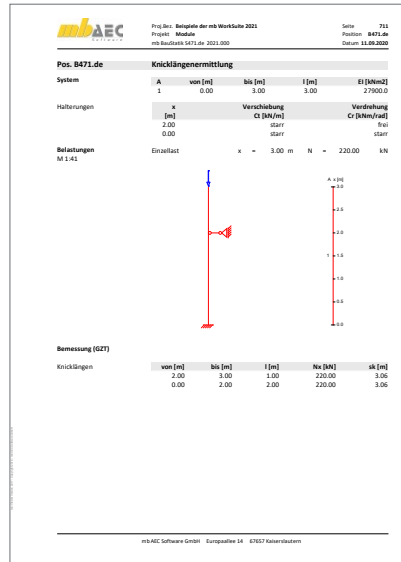 mb AEC
Software
Proj.Bez. Beispiele der mb WorkSuite 2021 Seite 711
Projekt Module Position B471.de
mb BauStatik S471.de 2021.000 Datum 11.09.2020
Pos. B471.de Knicklängenermittlung
System A von [m] bis [m] l [m] EI [kNm2]
1 0.00 3.00 3.00 27900.0
Halterungen x Verschiebung Verdrehung
[m] Ct [kN/m] Cr [kNm/rad]
2.00 starr frei
0.00 starr starr
Belastungen Einzellast x = 3.00 m N = 220.00 kN
M 1:41
A x [m]
3.0
2.5
2.0
1 1.5
1.0
0.5
0.0
Bemessung (GZT)
Knicklängen von [m] bis [m] l [m] Nx [kN] sk [m]
2.00 3.00 1.00 220.00 3.06
0.00 2.00 2.00 220.00 3.06
mb AEC Software GmbH Europaallee 14 67657 Kaiserslautern